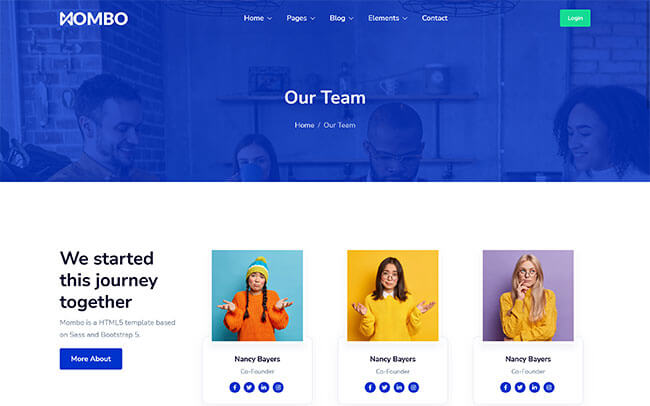 MOMBO
Home Pages Blog Elements Contact
Login
Our Team
Home / Our Team
We started
this journey
together
Mombo is a HTML5 template based
on Sass and Bootstrap 5.
More About
Nancy Bayers
Co-Founder
Nancy Bayers
Co-Founder
Nancy Bayers
Co-Founder